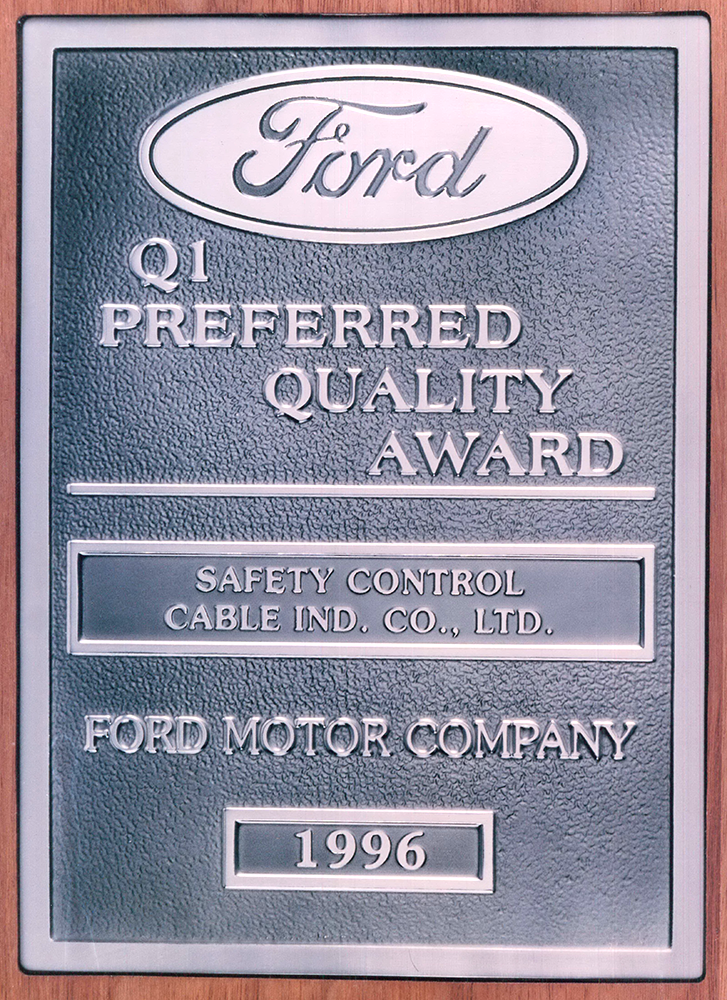 Ford
Q1
PREFERRED
QUALITY
AWARD
SAFETY CONTROL
CABLE IND. CO., LTD.
FORD MOTOR COMPANY
1996